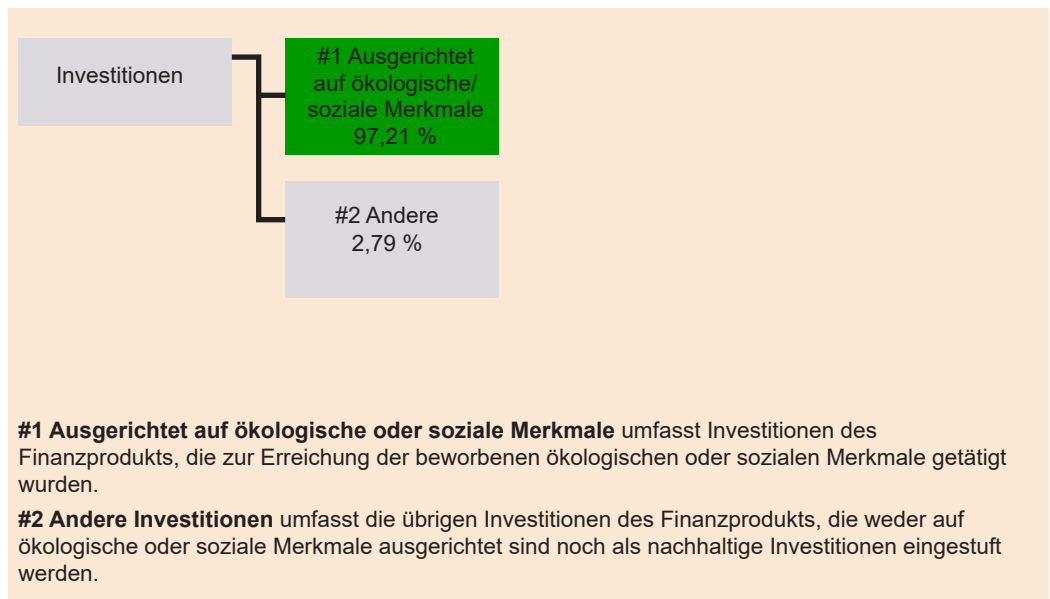 Investitionen
#1 Ausgerichtet
auf ökologische/
soziale Merkmale
97,21 %
#2 Andere
2,79 %
#1 Ausgerichtet auf ökologische oder soziale Merkmale umfasst Investitionen des
Finanzprodukts, die zur Erreichung der beworbenen ökologischen oder sozialen Merkmale getätigt
wurden.
#2 Andere Investitionen umfasst die übrigen Investitionen des Finanzprodukts, die weder auf
ökologische oder soziale Merkmale ausgerichtet sind noch als nachhaltige Investitionen eingestuft
werden.